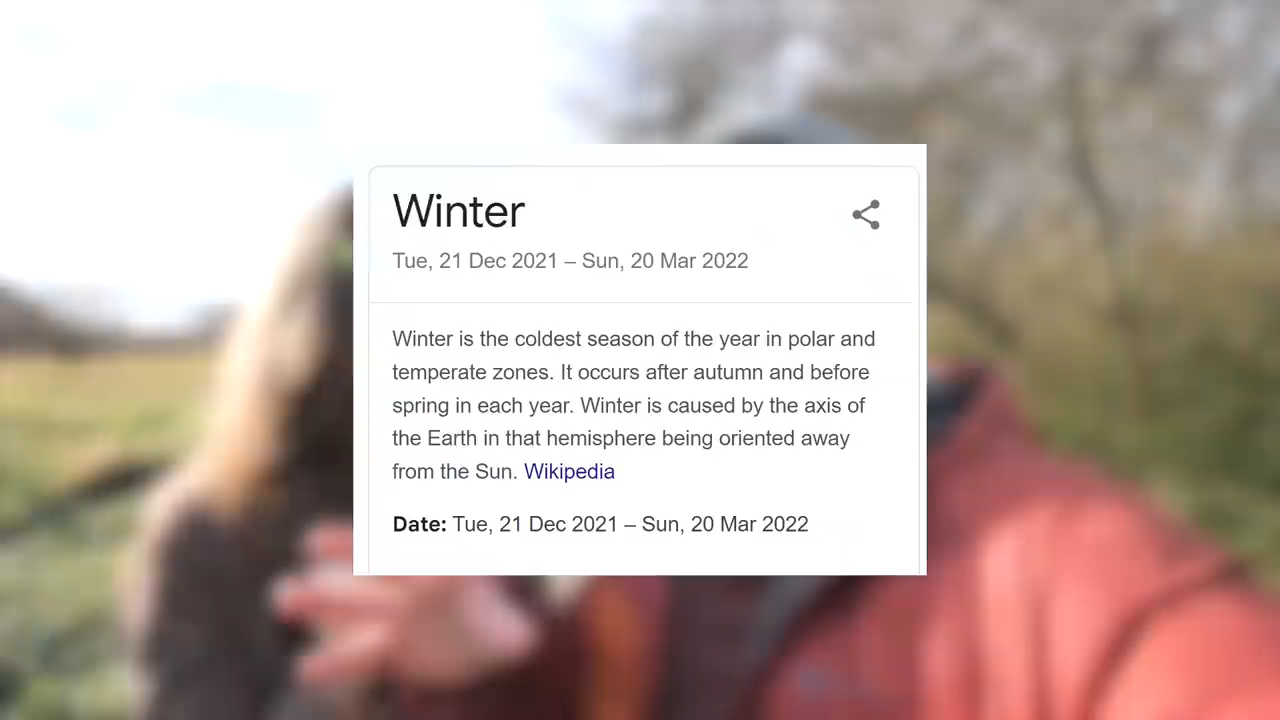 Winter
Tue, 21 Dec 2021 – Sun, 20 Mar 2022
Winter is the coldest season of the year in polar and
temperate zones. It occurs after autumn and before
spring in each year. Winter is caused by the axis of
the Earth in that hemisphere being oriented away
from the Sun. Wikipedia
Date: Tue, 21 Dec 2021 – Sun, 20 Mar 2022